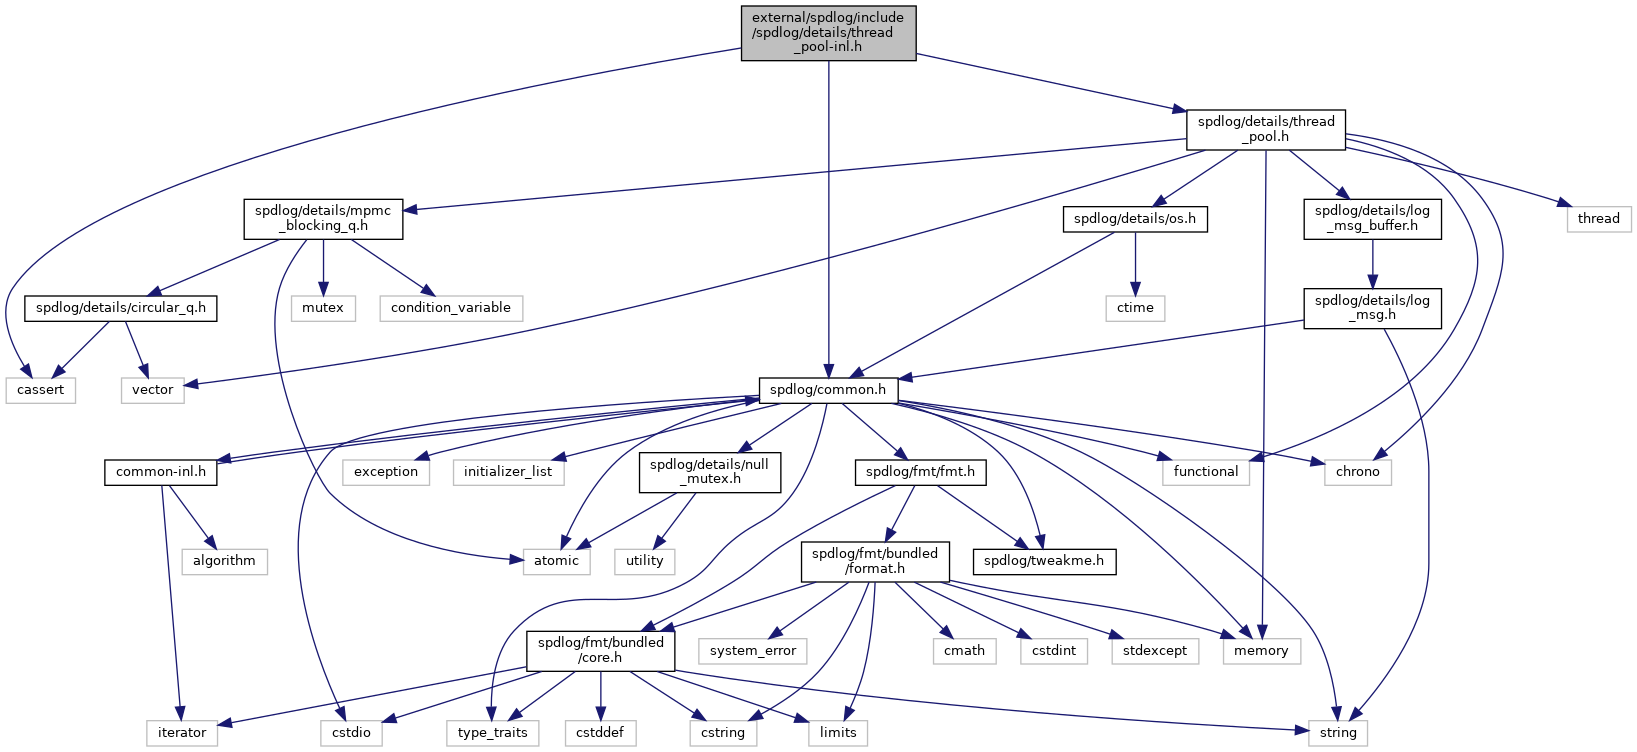 external/spdlog/include
/spdlog/details/thread
_pool-inl.h
spdlog/details/thread
_pool.h
spdlog/details/mpmc
_blocking_q.h
spdlog/details/os.h
spdlog/details/log
_msg_buffer.h
thread
spdlog/details/circular_q.h
mutex
condition_variable
ctime
spdlog/details/log
_msg.h
cassert
vector
spdlog/common.h
common-inl.h
exception
initializer_list
spdlog/details/null
_mutex.h
spdlog/fmt/fmt.h
functional
chrono
algorithm
atomic
utility
spdlog/fmt/bundled
/format.h
spdlog/tweakme.h
spdlog/fmt/bundled
/core.h
system_error
cmath
cstdint
stdexcept
memory
iterator
cstdio
type_traits
cstddef
cstring
limits
string